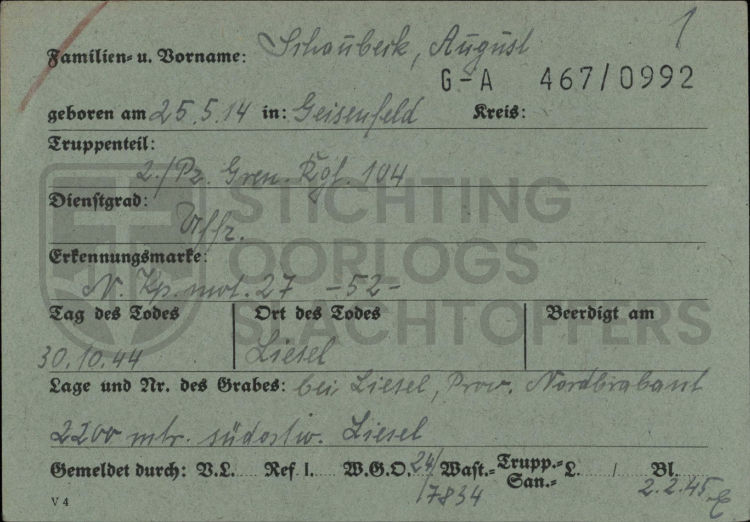 1
Familien- u. Vorname: Schaubeck, August
G-A 467/0992
geboren am 25.5.14 in: Geisenfeld Kreis:
Truppenteil:
2./Pz. Gren. Rgt. 104
Dienstgrad:
Uffz.
Erkennungsmarke:
N. Kp. mot. 27 -52-
Tag des Todes Ort des Todes Beerdigt am
30.10.44 Liesel
Lage und Nr. des Grabes: bei Liesel, Prov. Nordbrabant
2200 mtr. südostw. Liesel
Gemeldet durch: V.L. Ref I. W.G.O. 24/7834 Wast.- Trupp.- San.- L. / Bl.
2.2.45
V 4
STICHTING
OORLOGS
SLACHTOFFERS